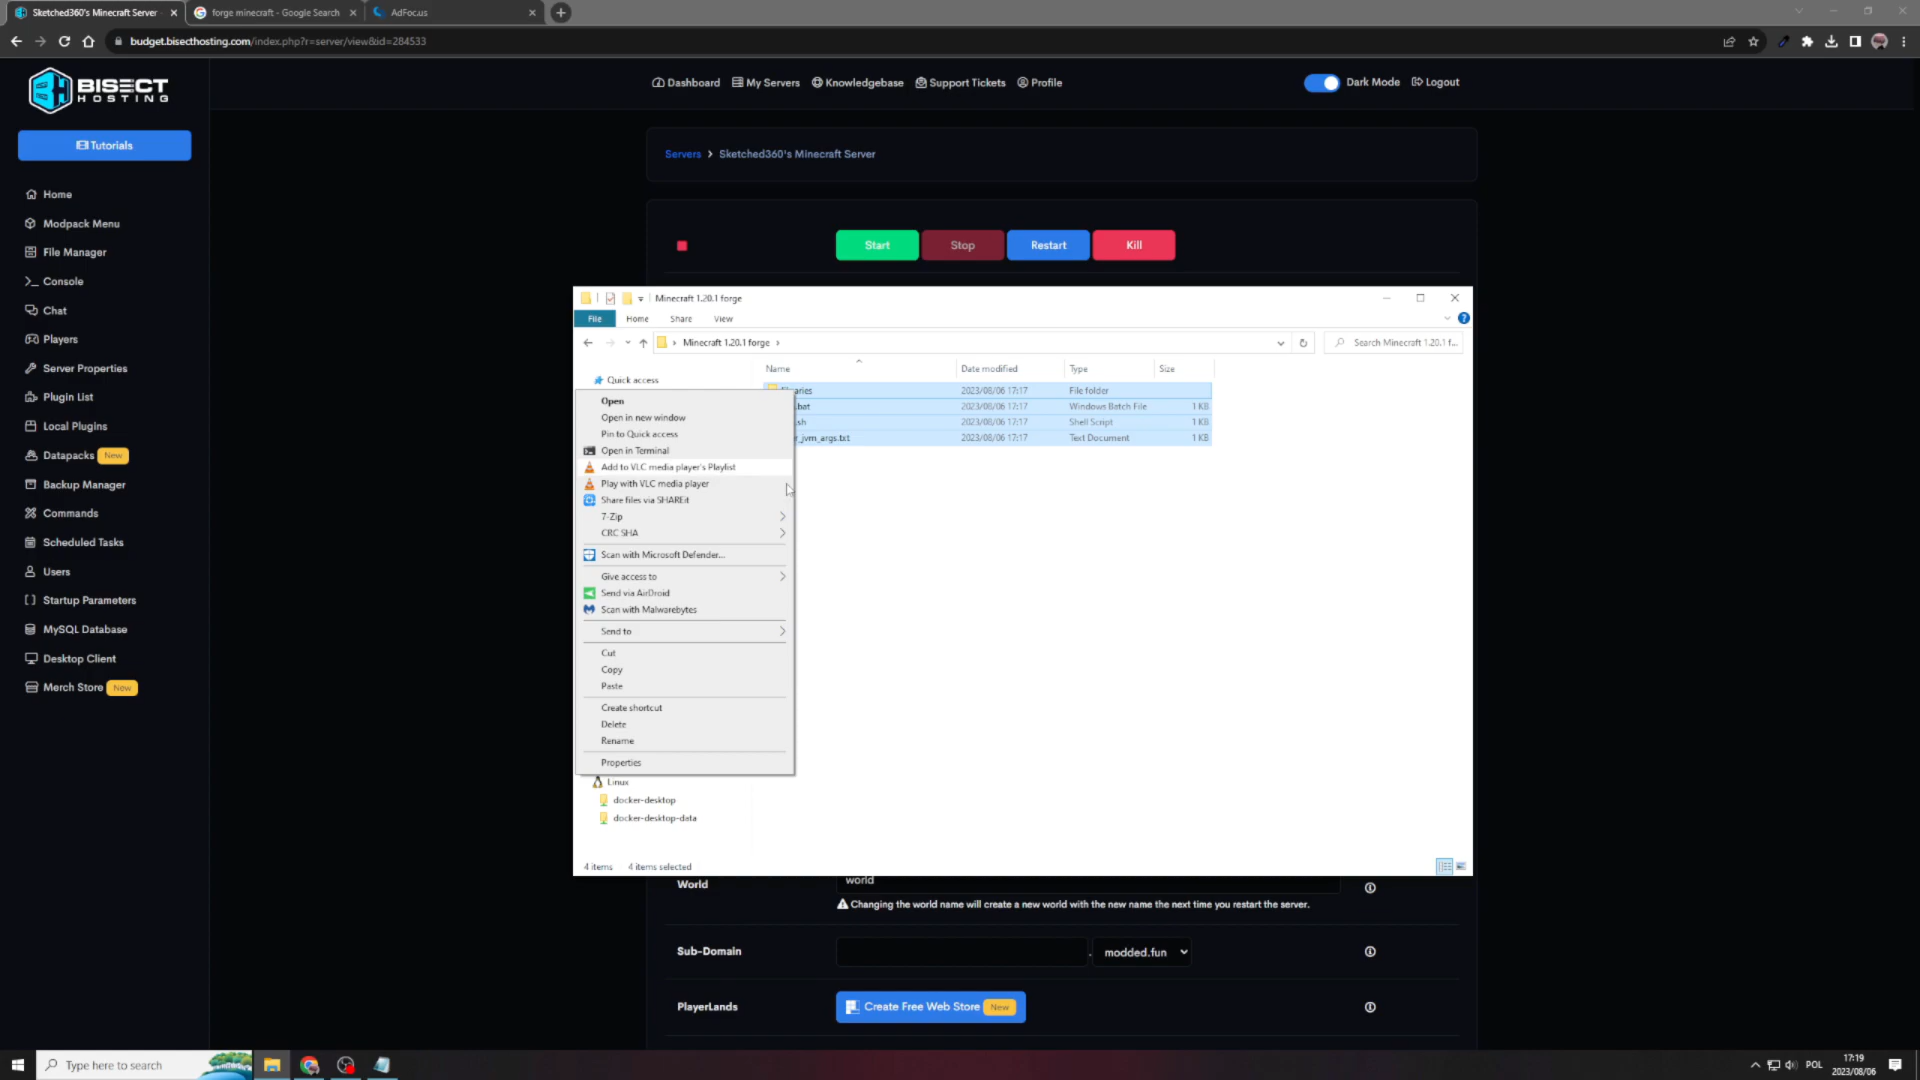 Sketched360's Minecraft Server
forge minecraft - Google Search
AdFoc.us
budget.bisecthosting.com/index.php?r=server/view&id=284533
BISECT
HOSTING
Dashboard
My Servers
Knowledgebase
Support Tickets
Profile
Dark Mode
Logout
Tutorials
Home
Modpack Menu
File Manager
Console
Chat
Players
Server Properties
Plugin List
Local Plugins
Datapacks New
Backup Manager
Commands
Scheduled Tasks
Users
Startup Parameters
MySQL Database
Desktop Client
Merch Store New
Servers > Sketched360's Minecraft Server
Start
Stop
Restart
Kill
Minecraft 1.20.1 forge
File
Home
Share
View
Minecraft 1.20.1 forge
Search Minecraft 1.20.1 f...
Name
Date modified
Type
Size
Quick access
aries 2023/08/06 17:17 File folder
.bat 2023/08/06 17:17 Windows Batch File 1 KB
.sh 2023/08/06 17:17 Shell Script 1 KB
r_jvm_args.txt 2023/08/06 17:17 Text Document 1 KB
Open
Open in new window
Pin to Quick access
Open in Terminal
Add to VLC media player's Playlist
Play with VLC media player
Share files via SHAREit
7-Zip
CRC SHA
Scan with Microsoft Defender...
Give access to
Send via AirDroid
Scan with Malwarebytes
Send to
Cut
Copy
Paste
Create shortcut
Delete
Rename
Properties
Linux
docker-desktop
docker-desktop-data
4 items
4 items selected
World
world
Changing the world name will create a new world with the new name the next time you restart the server.
Sub-Domain
.
modded.fun
PlayerLands
Create Free Web Store New
Type here to search
POL
17:19
2023/08/06